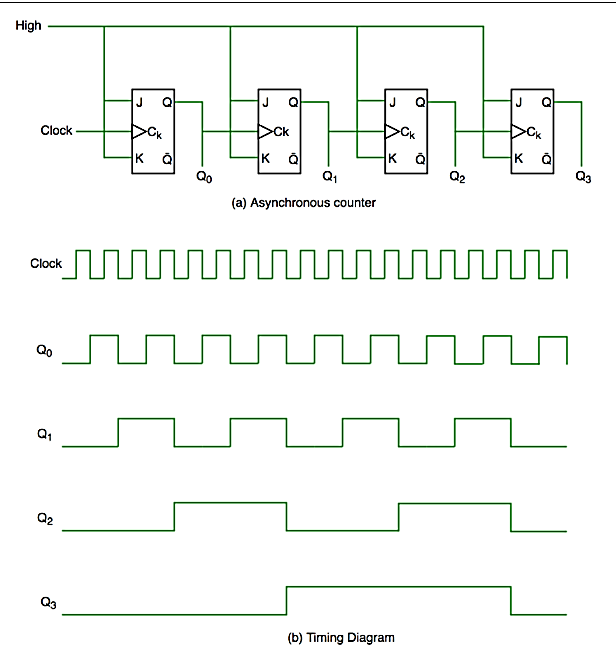 High
J Q J Q J Q J Q
Clock Ck Ck Ck Ck
K Q̄ K Q̄ K Q̄ K Q̄
Q0 Q1 Q2 Q3
(a) Asynchronous counter
Clock
Q0
Q1
Q2
Q3
(b) Timing Diagram